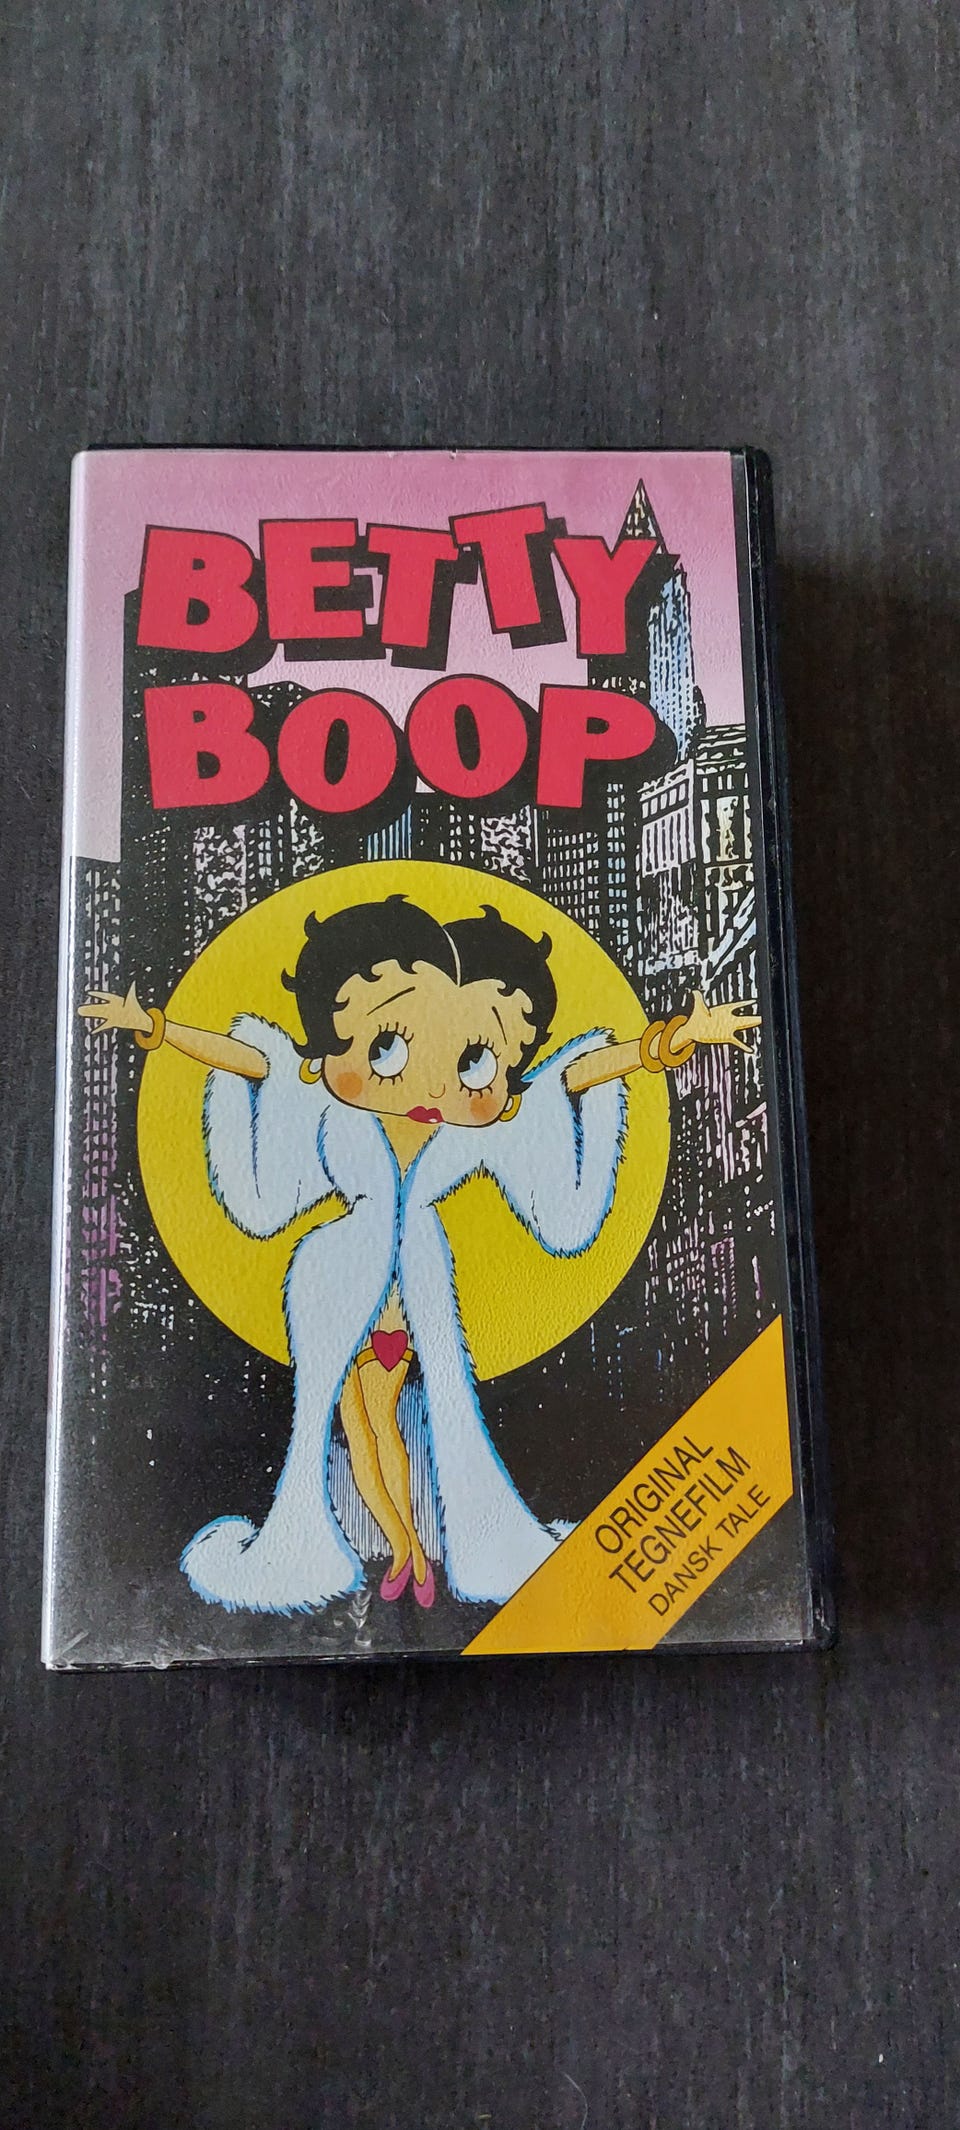 BETTY
BOOP
ORIGINAL
TEGNEFILM
DANSK TALE